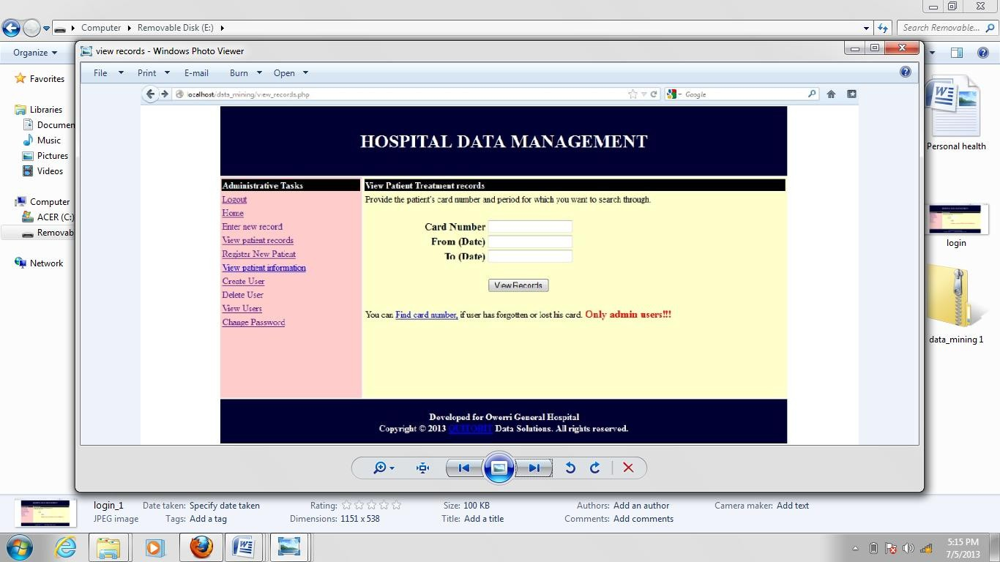 Computer Removable Disk (E:) Search Removable...
Organize
view records - Windows Photo Viewer
File Print E-mail Burn Open
Favorites
Libraries
Documen
Music
Pictures
Videos
Computer
ACER (C:)
Removab
Network
localhost/data_mining/view_records.php Google
HOSPITAL DATA MANAGEMENT
Administrative Tasks
Logout
Home
Enter new record
View patient records
Register New Patient
View patient information
Create User
Delete User
View Users
Change Password
View Patient Treatment records
Provide the patient's card number and period for which you want to search through.
Card Number
From (Date)
To (Date)
View Records
You can Find card number, if user has forgotten or lost his card. Only admin users!!!
Developed for Owerri General Hospital
Copyright © 2013 QUITOBIT Data Solutions. All rights reserved.
Personal health
login
data_mining 1
login_1 Date taken: Specify date taken Rating: Size: 100 KB Authors: Add an author Camera maker: Add text
JPEG image Tags: Add a tag Dimensions: 1151 x 538 Title: Add a title Comments: Add comments
5:15 PM
7/5/2013